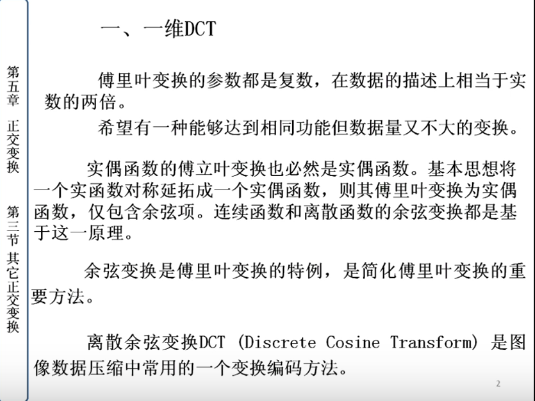 一、一维DCT
傅里叶变换的参数都是复数，在数据的描述上相当于实
数的两倍。
希望有一种能够达到相同功能但数据量又不大的变换。
实偶函数的傅立叶变换也必然是实偶函数。基本思想将
一个实函数对称延拓成一个实偶函数，则其傅里叶变换为实偶
函数，仅包含余弦项。连续函数和离散函数的余弦变换都是基
于这一原理。
余弦变换是傅里叶变换的特例，是简化傅里叶变换的重
要方法。
离散余弦变换DCT (Discrete Cosine Transform) 是图
像数据压缩中常用的一个变换编码方法。
第五章 正交变换 第三节 其它正交变换
2